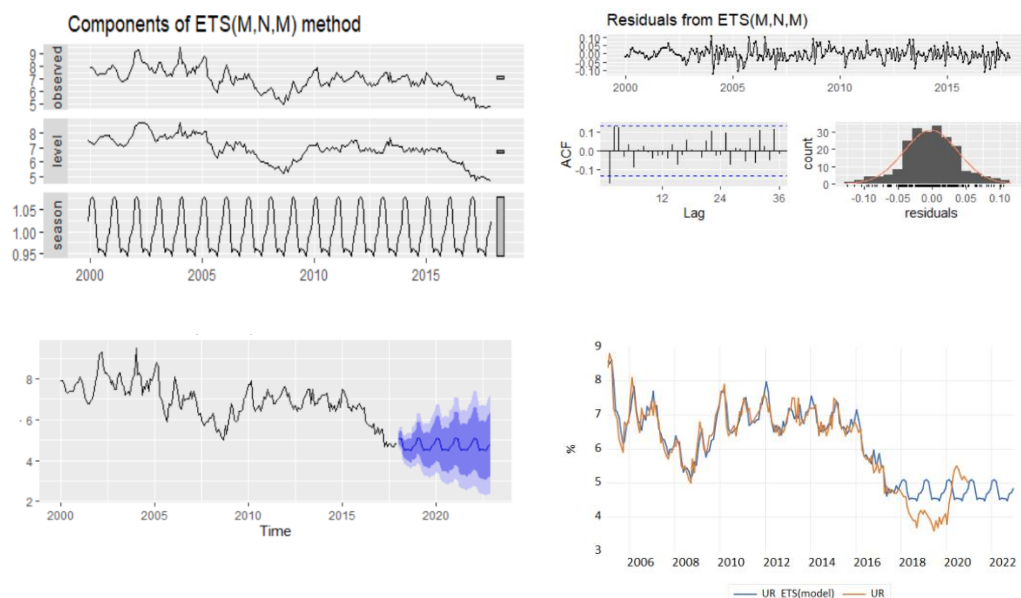 Components of ETS(M,N,M) method
observed
9
8
7
6
5
level
8
7
6
5
season
1.05
1.00
0.95
2000 2005 2010 2015
Residuals from ETS(M,N,M)
0.10
0.05
0.00
-0.05
-0.10
2000 2005 2010 2015
ACF
0.1
0.0
-0.1
12 24 36
Lag
count
30
20
10
0
-0.10 -0.05 0.00 0.05 0.10
residuals
8
6
4
2
2000 2005 2010 2015 2020
Time
%
9
8
7
6
5
4
3
2006 2008 2010 2012 2014 2016 2018 2020 2022
UR_ETS(model) UR